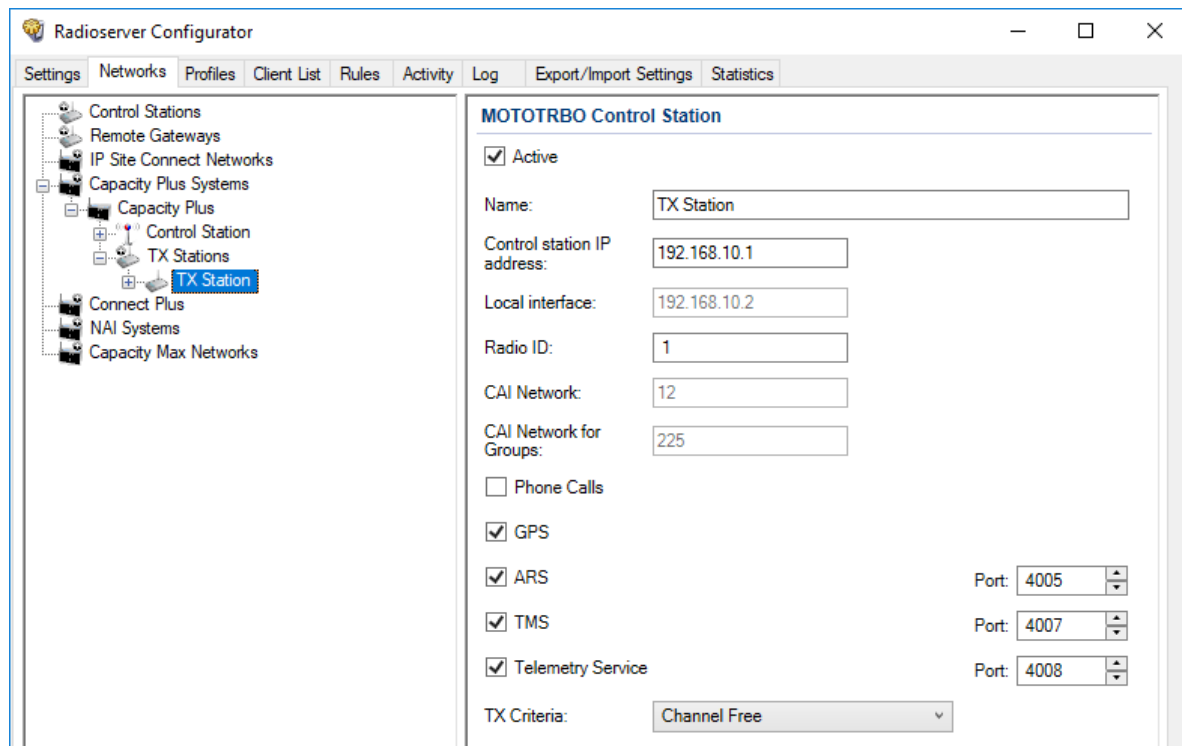 Radioserver Configurator
Settings Networks Profiles Client List Rules Activity Log Export/Import Settings Statistics
Control Stations
Remote Gateways
IP Site Connect Networks
Capacity Plus Systems
Capacity Plus
Control Station
TX Stations
TX Station
Connect Plus
NAI Systems
Capacity Max Networks
MOTOTRBO Control Station
Active
Name: TX Station
Control station IP
address: 192.168.10.1
Local interface: 192.168.10.2
Radio ID: 1
CAI Network: 12
CAI Network for
Groups: 225
Phone Calls
GPS
ARS Port: 4005
TMS Port: 4007
Telemetry Service Port: 4008
TX Criteria: Channel Free